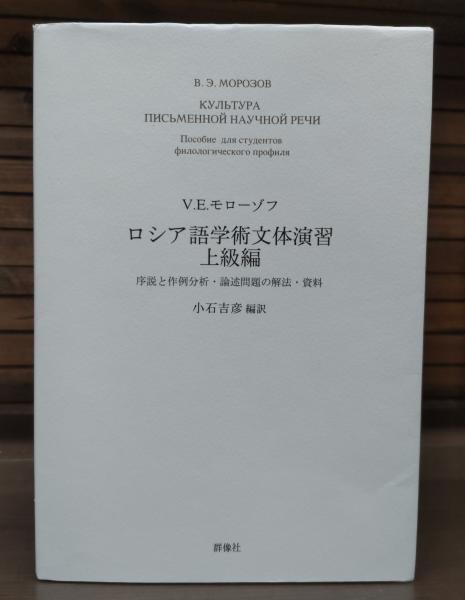 В. Э. МОРОЗОВ
КУЛЬТУРА
ПИСЬМЕННОЙ НАУЧНОЙ РЕЧИ
Пособие для студентов
филологического профиля
V.E.モローゾフ
ロシア語学術文体演習
上級編
序説と作例分析・論述問題の解法・資料
小石吉彦 編訳
群像社